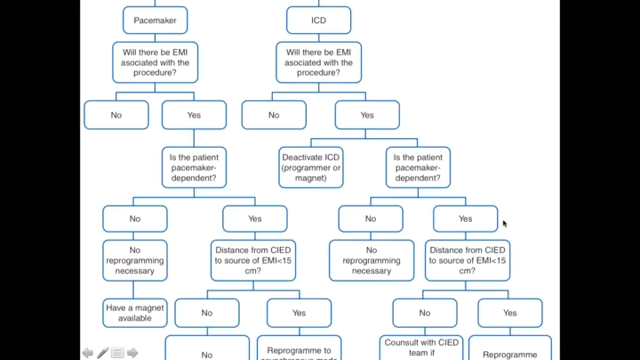 Pacemaker
ICD
Will there be EMI
asociated with the
procedure?
Will there be EMI
associated with the
procedure?
No
Yes
No
Yes
Is the patient
pacemaker-
dependent?
Deactivate ICD
(programmer or
magnet)
Is the patient
pacemaker-
dependent?
No
Yes
No
Yes
No
reprogramming
necessary
Distance from CIED
to source of EMI<15
cm?
No
reprogramming
necessary
Distance from CIED
to source of EMI<15
cm?
Have a magnet
available
No
Yes
No
Yes
No
Reprogramme to
asynchronous mode
Counsult with CIED
team if
Reprogramme